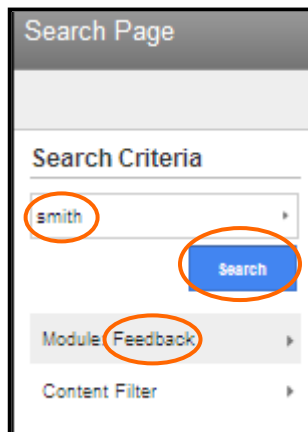 Search Page
Search Criteria
smith
Search
Module: Feedback
Content Filter